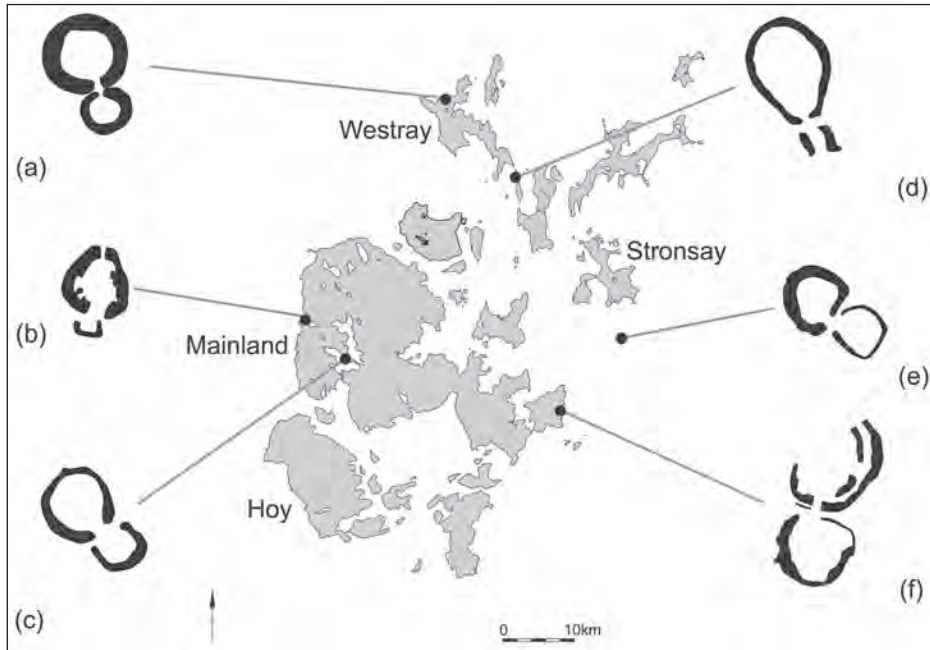 (a)
Westray
(d)
Stronsay
(b)
Mainland
(e)
Hoy
(c)
(f)
0 10km